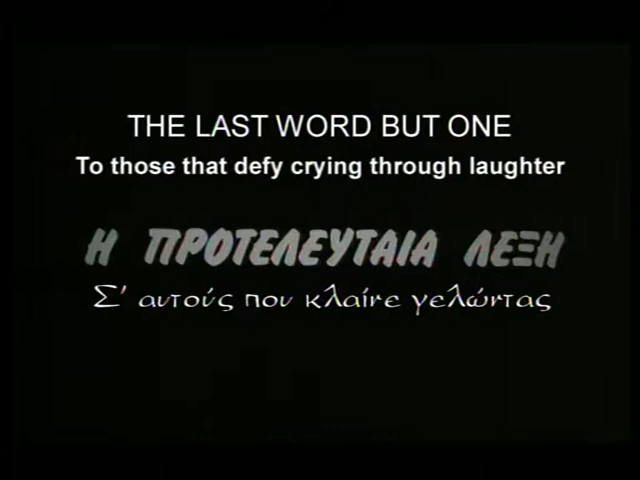 THE LAST WORD BUT ONE
To those that defy crying through laughter
Η ΠΡΟΤΕΛΕΥΤΑΙΑ ΛΕΞΗ
Σ' αυτούς που κλαίνε γελώντας